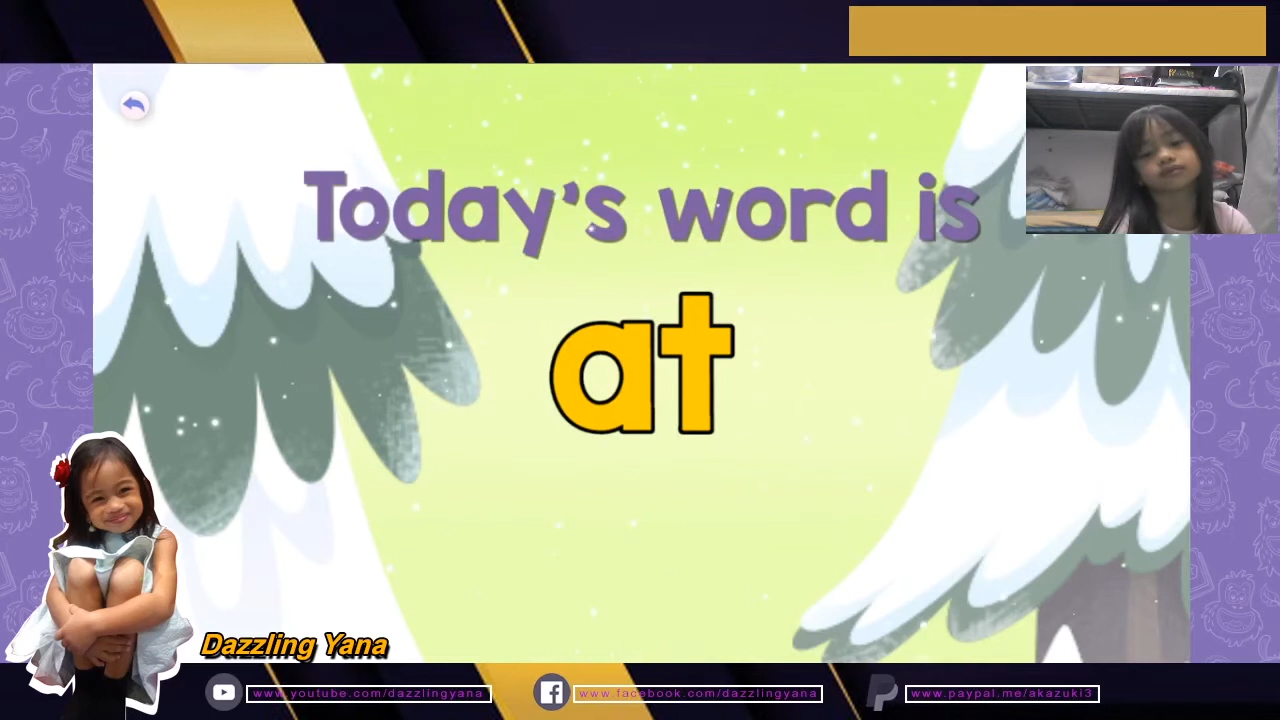 Today's word is
at
Dazzling Yana
www.youtube.com/dazzlingyana
www.facebook.com/dazzlingyana
www.paypal.me/akazuki3